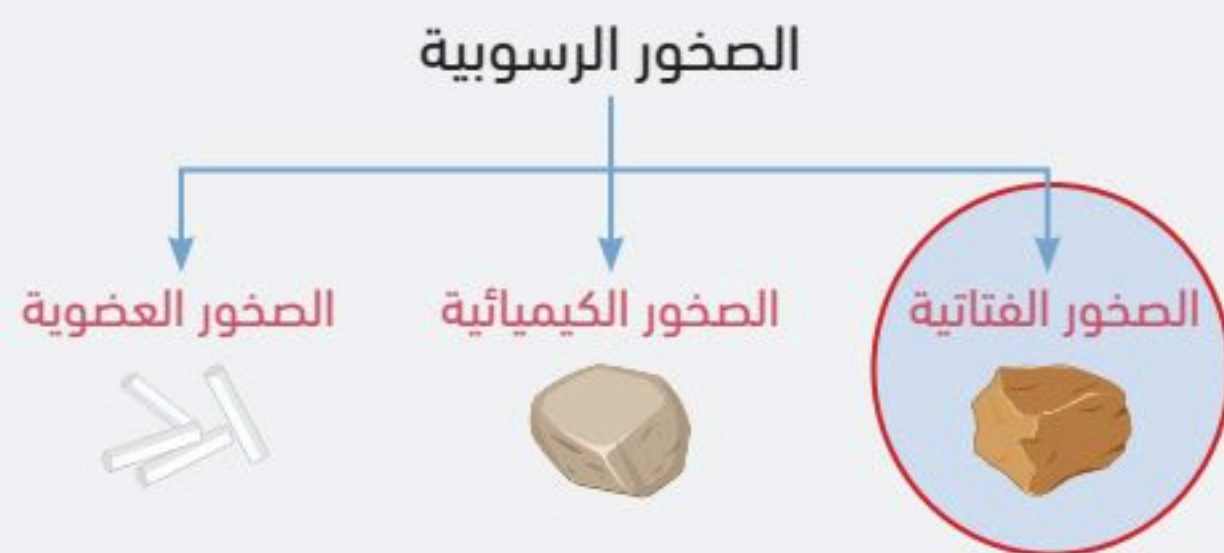 الصخور الرسوبية
الصخور الفتاتية
الصخور الكيميائية
الصخور العضوية